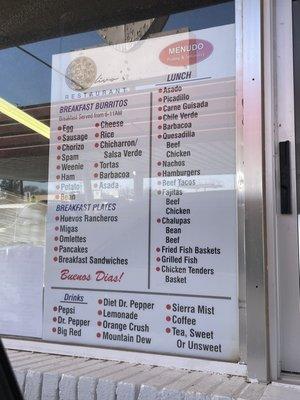 RESTAURANT
MENUDO
BREAKFAST BURRITOS
Breakfast Served from 6-11AM
Egg
Sausage
Chorizo
Spam
Weenie
Ham
Potato
Bean
Cheese
Rice
Chicharron/
Salsa Verde
Tortas
Barbacoa
Asada
BREAKFAST PLATES
Huevos Rancheros
Migas
Omlettes
Pancakes
Breakfast Sandwiches
Buenos Dias!
LUNCH
Asado
Picadillo
Carne Guisada
Chile Verde
Barbacoa
Quesadilla
Beef
Chicken
Nachos
Hamburgers
Beef Tacos
Fajitas
Beef
Chicken
Chalupas
Bean
Beef
Fried Fish Baskets
Grilled Fish
Chicken Tenders
Basket
Drinks
Pepsi
Dr. Pepper
Big Red
Diet Dr. Pepper
Lemonade
Orange Crush
Mountain Dew
Sierra Mist
Coffee
Tea, Sweet
Or Unsweet